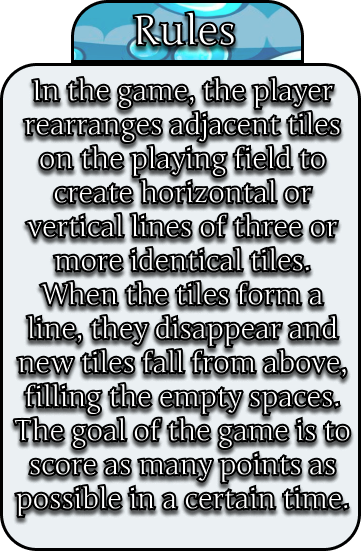 Rules
In the game, the player
rearranges adjacent tiles
on the playing field to
create horizontal or
vertical lines of three or
more identical tiles.
When the tiles form a
line, they disappear and
new tiles fall from above,
filling the empty spaces.
The goal of the game is to
score as many points as
possible in a certain time.